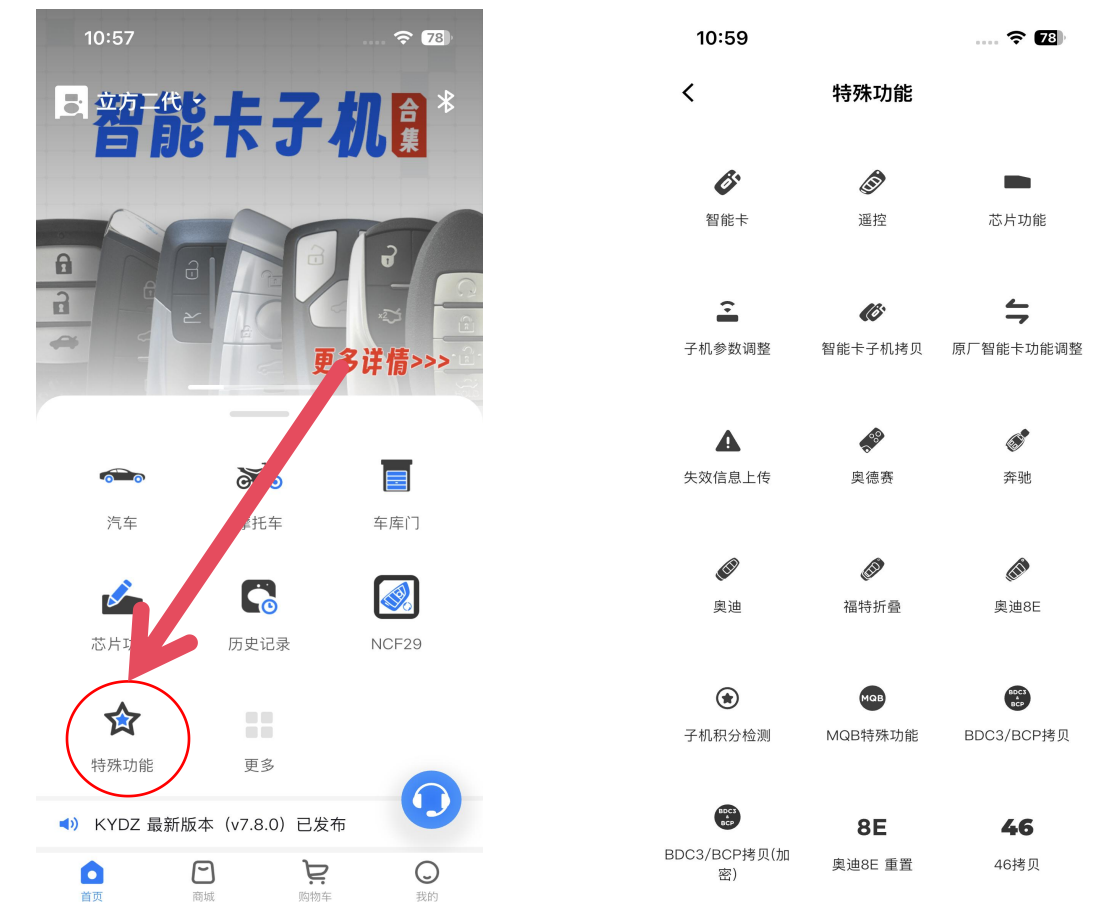 10:57
78
立方二代
智能卡子机
合集
更多详情>>>
汽车
摩托车
车库门
芯片功能
历史记录
NCF29
特殊功能
更多
KYDZ 最新版本（v7.8.0）已发布
首页
商城
购物车
我的
10:59
78
特殊功能
智能卡
遥控
芯片功能
子机参数调整
智能卡子机拷贝
原厂智能卡功能调整
失效信息上传
奥德赛
奔驰
奥迪
福特折叠
奥迪8E
子机积分检测
MQB
MQB特殊功能
BDC3
&
BCP
BDC3/BCP拷贝
BDC3
&
BCP
BDC3/BCP拷贝(加
密)
8E
奥迪8E 重置
46
46拷贝